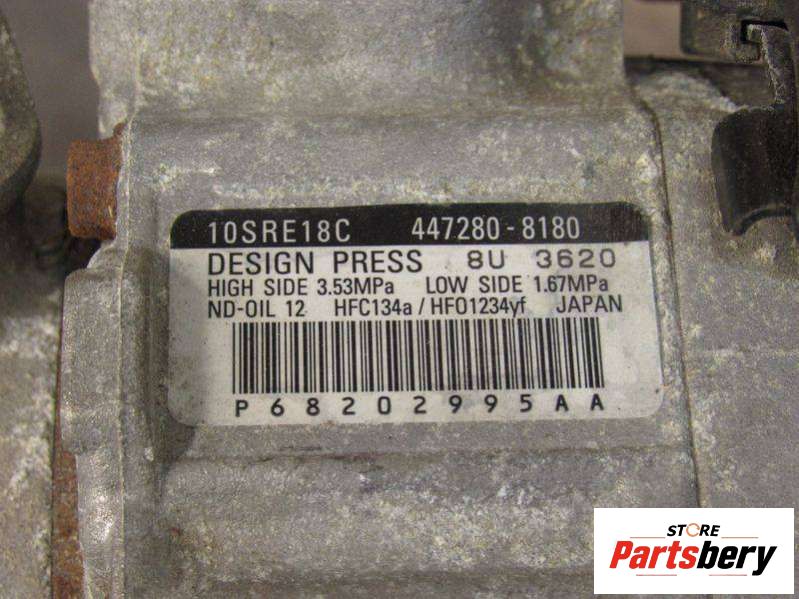 10SRE18C 447280-8180
DESIGN PRESS 8U 3620
HIGH SIDE 3.53MPa LOW SIDE 1.67MPa
ND-OIL 12 HFC134a/HFO1234yf JAPAN
P68202995AA
STORE
Partsbery